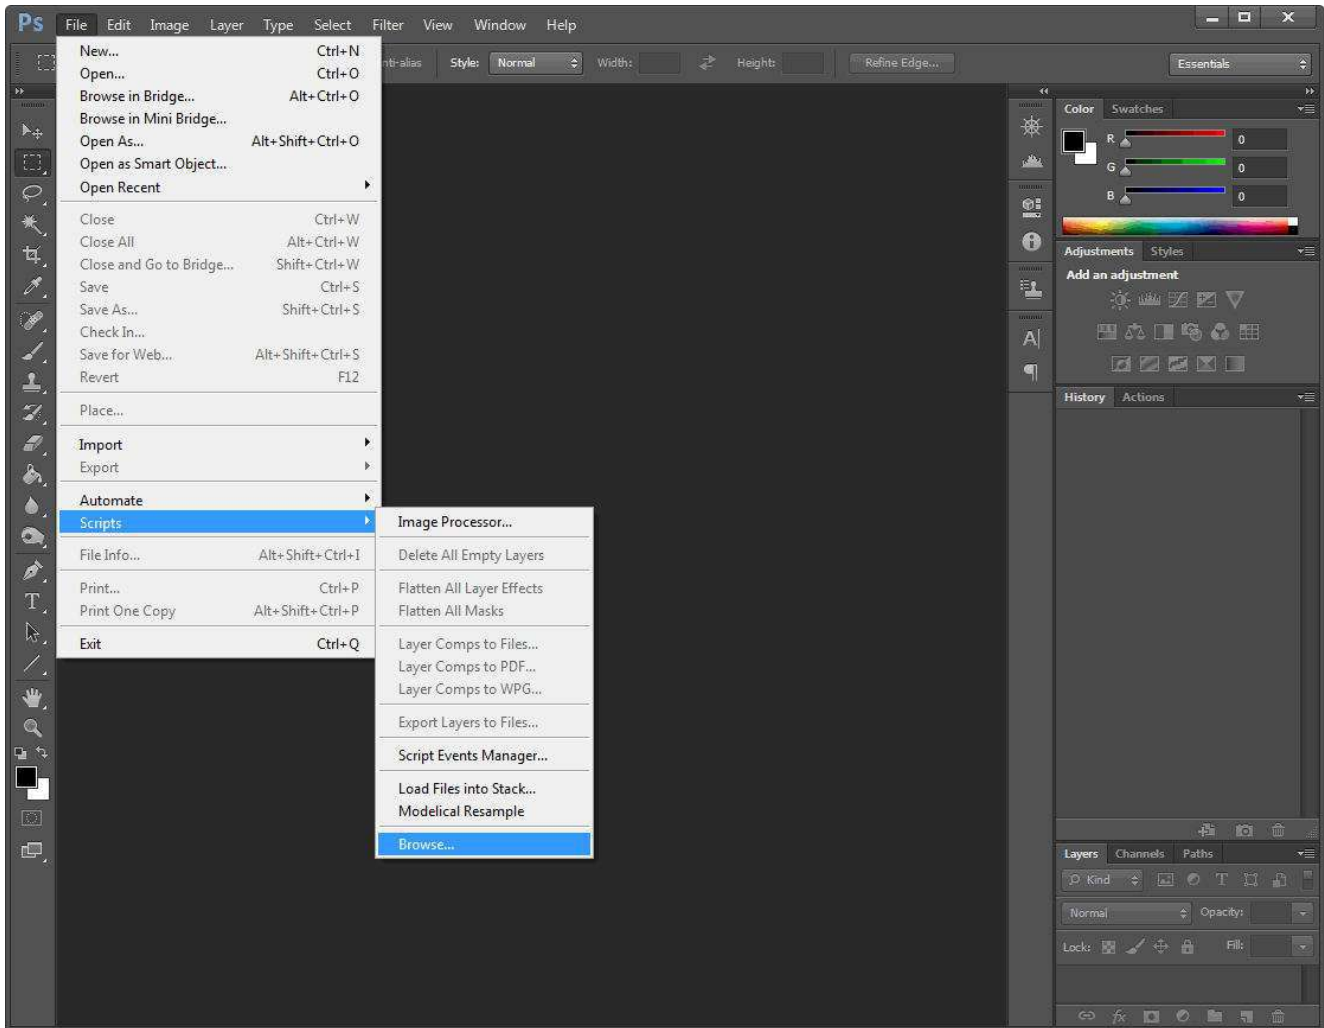 Ps File Edit Image Layer Type Select Filter View Window Help
nti-alias Style: Normal Width: Height: Refine Edge... Essentials
New... Ctrl+N
Open... Ctrl+O
Browse in Bridge... Alt+Ctrl+O
Browse in Mini Bridge...
Open As... Alt+Shift+Ctrl+O
Open as Smart Object...
Open Recent
Close Ctrl+W
Close All Alt+Ctrl+W
Close and Go to Bridge... Shift+Ctrl+W
Save Ctrl+S
Save As... Shift+Ctrl+S
Check In...
Save for Web... Alt+Shift+Ctrl+S
Revert F12
Place...
Import
Export
Automate
Scripts
File Info... Alt+Shift+Ctrl+I
Print... Ctrl+P
Print One Copy Alt+Shift+Ctrl+P
Exit Ctrl+Q
Image Processor...
Delete All Empty Layers
Flatten All Layer Effects
Flatten All Masks
Layer Comps to Files...
Layer Comps to PDF...
Layer Comps to WPG...
Export Layers to Files...
Script Events Manager...
Load Files into Stack...
Modelical Resample
Browse...
Color Swatches
R 0
G 0
B 0
Adjustments Styles
Add an adjustment
History Actions
Layers Channels Paths
Kind
Normal Opacity:
Lock: Fill: